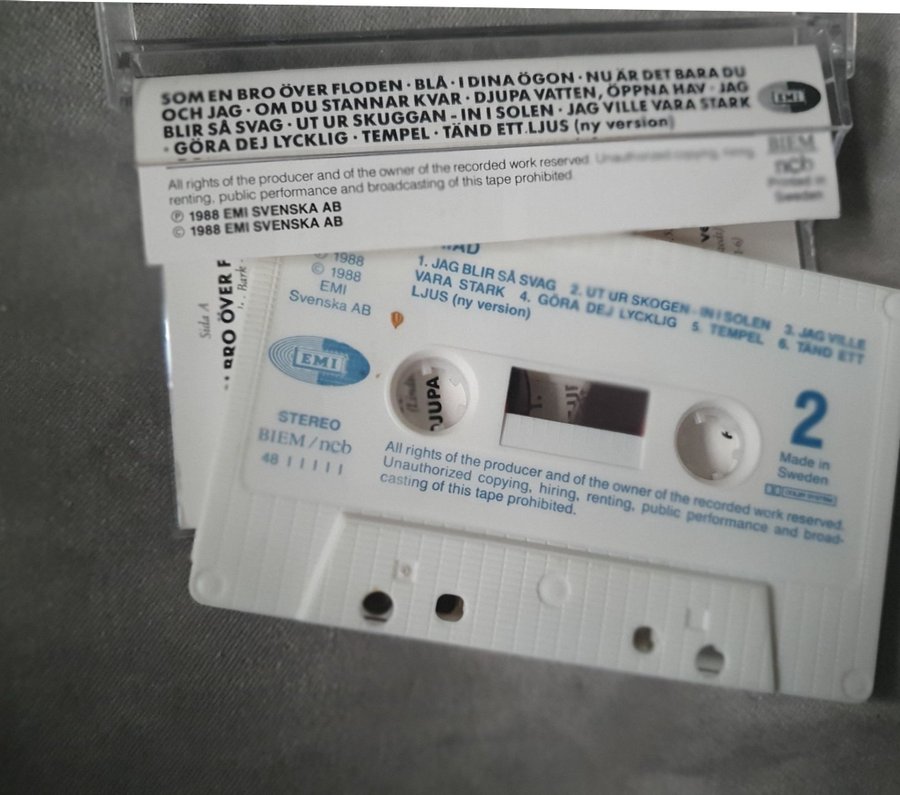 SOM EN BRO ÖVER FLODEN · BLÅ · I DINA ÖGON · NU ÄR DET BARA DU
OCH JAG · OM DU STANNAR KVAR · DJUPA VATTEN, ÖPPNA HAV · JAG
BLIR SÅ SVAG · UT UR SKUGGAN - IN I SOLEN · JAG VILLE VARA STARK
· GÖRA DEJ LYCKLIG · TEMPEL · TÄND ETT LJUS (ny version)
EMI
All rights of the producer and of the owner of the recorded work reserved. Unauthorized copying, hiring,
renting, public performance and broadcasting of this tape prohibited
℗ 1988 EMI SVENSKA AB
© 1988 EMI SVENSKA AB
BIEM
ncb
Printed in
Sweden
Sida A
BRO ÖVER F
Bark
℗ 1988
© 1988
EMI
Svenska AB
1. JAG BLIR SÅ SVAG 2. UT UR SKOGEN - IN I SOLEN 3. JAG VILLE
VARA STARK 4. GÖRA DEJ LYCKLIG 5. TEMPEL 6. TÄND ETT
LJUS (ny version)
EMI
DJUPA
STEREO
BIEM/ncb
48 1 1 1 1 1
2
Made in
Sweden
DOLBY SYSTEM
All rights of the producer and of the owner of the recorded work reserved.
Unauthorized copying, hiring, renting, public performance and broad-
casting of this tape prohibited.